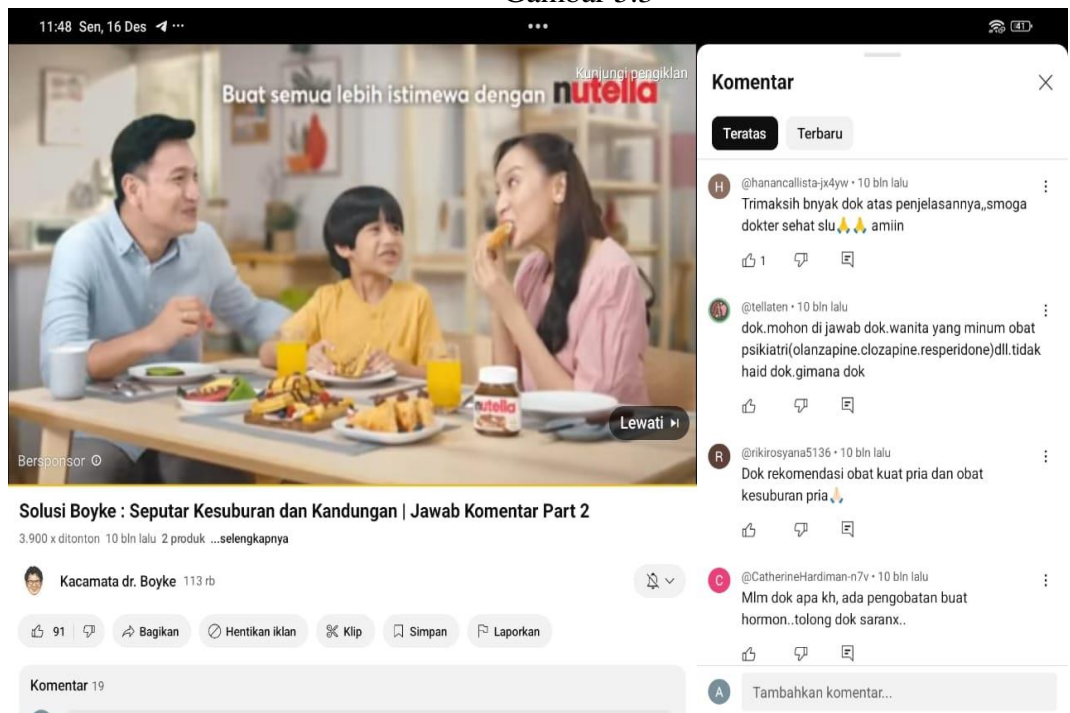 11:48 Sen, 16 Des
41
Kunjungi pengiklan
Buat semua lebih istimewa dengan nutella
nutella
Lewati
Bersponsor
Solusi Boyke : Seputar Kesuburan dan Kandungan | Jawab Komentar Part 2
3.900 x ditonton 10 bln lalu 2 produk ...selengkapnya
Kacamata dr. Boyke 113 rb
91
Bagikan
Hentikan iklan
Klip
Simpan
Laporkan
Komentar 19
Komentar
Teratas
Terbaru
H
@hanancallista-jx4yw • 10 bln lalu
Trimaksih bnyak dok atas penjelasannya,,smoga
dokter sehat slu🙏🙏 amiin
1
@tellaten • 10 bln lalu
dok.mohon di jawab dok.wanita yang minum obat
psikiatri(olanzapine.clozapine.resperidone)dll.tidak
haid dok.gimana dok
R
@rikirosyana5136 • 10 bln lalu
Dok rekomendasi obat kuat pria dan obat
kesuburan pria🙏🏻
C
@CatherineHardiman-n7v • 10 bln lalu
Mlm dok apa kh, ada pengobatan buat
hormon..tolong dok saranx..
A
Tambahkan komentar...